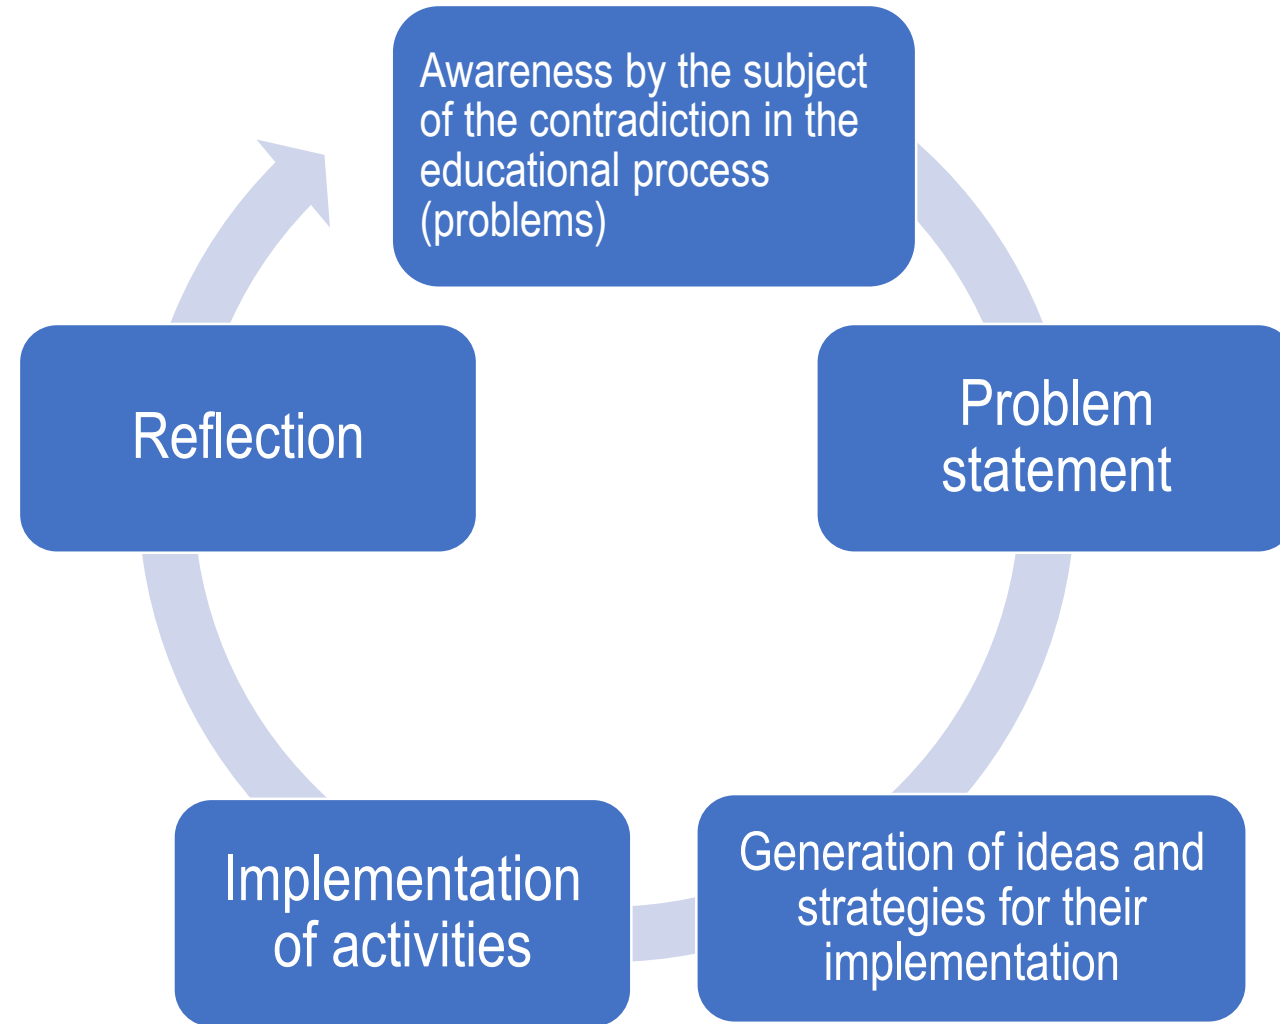 Awareness by the subject
of the contradiction in the
educational process
(problems)
Problem
statement
Generation of ideas and
strategies for their
implementation
Implementation
of activities
Reflection